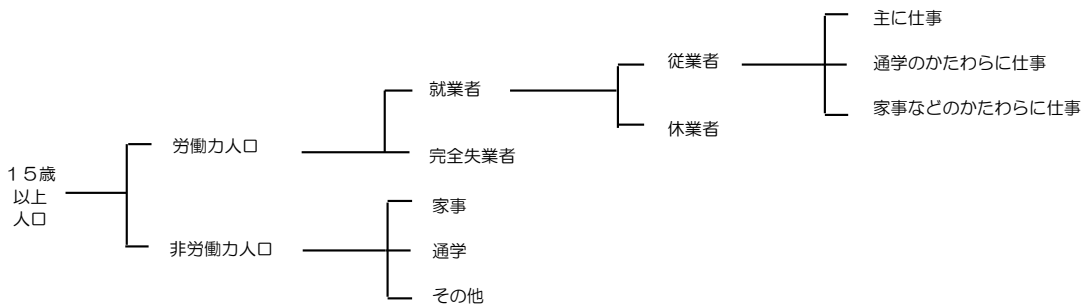 主に仕事
従業者
通学のかたわらに仕事
就業者
家事などのかたわらに仕事
休業者
労働力人口
完全失業者
１５歳
以上
人口
家事
非労働力人口
通学
その他